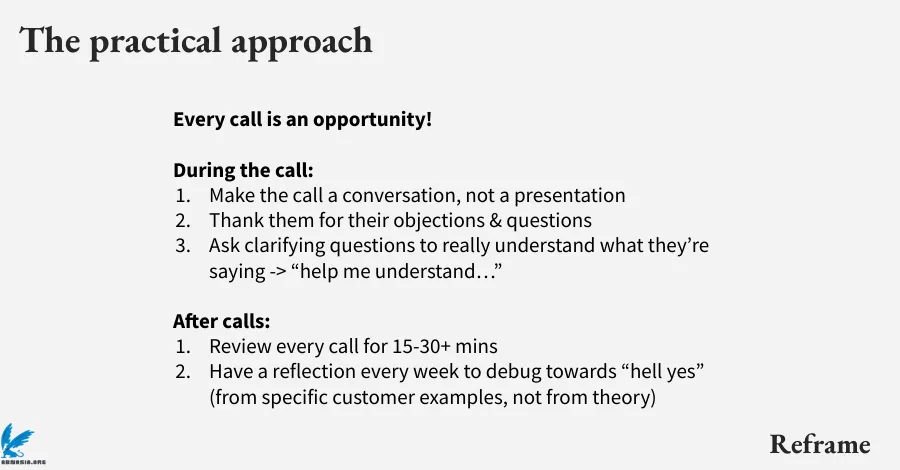 The practical approach
Every call is an opportunity!
During the call:
1. Make the call a conversation, not a presentation
2. Thank them for their objections & questions
3. Ask clarifying questions to really understand what they’re
saying -> “help me understand…”
After calls:
1. Review every call for 15-30+ mins
2. Have a reflection every week to debug towards “hell yes”
(from specific customer examples, not from theory)
Reframe